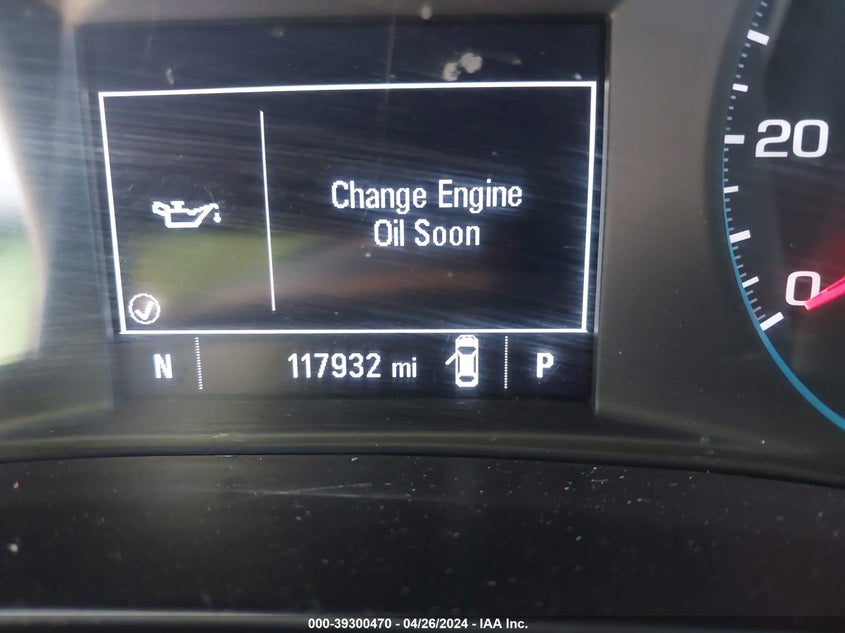 Change Engine
Oil Soon
20
0
N 117932 mi P
000-39300470 - 04/26/2024 - IAA Inc.